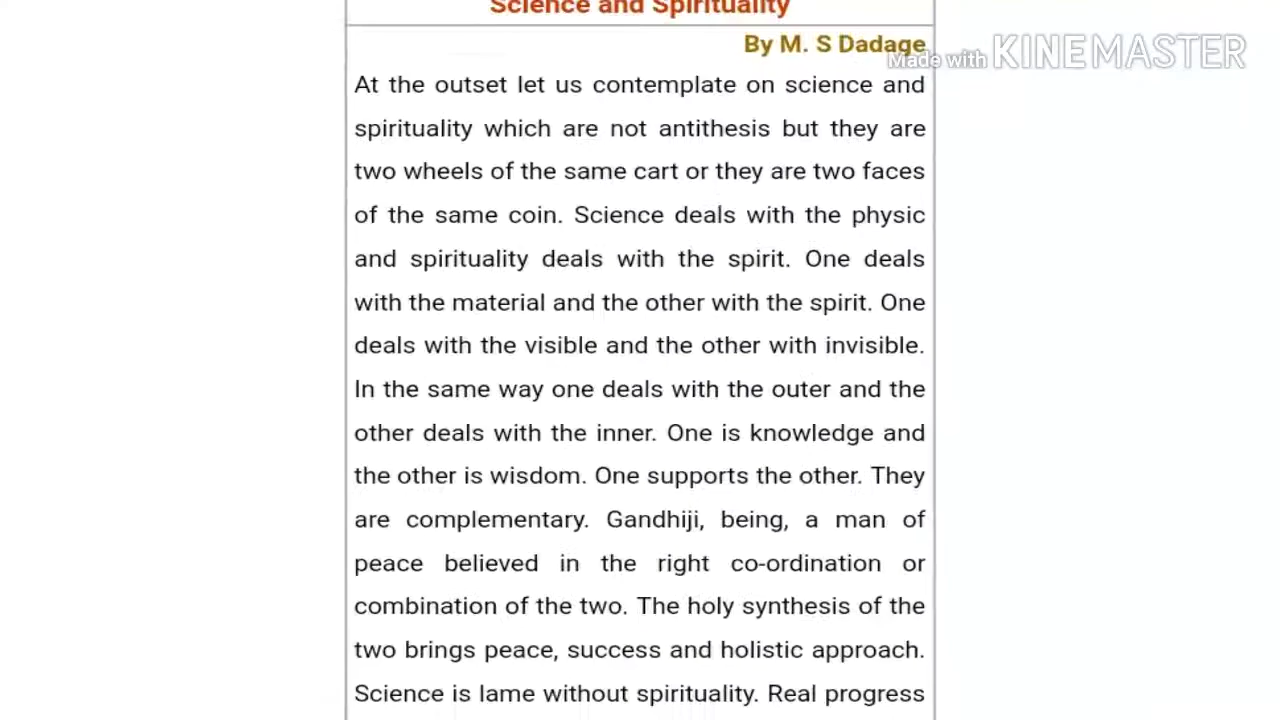 Science and Spirituality
By M. S Dadage
Made with KINEMASTER
At the outset let us contemplate on science and
spirituality which are not antithesis but they are
two wheels of the same cart or they are two faces
of the same coin. Science deals with the physic
and spirituality deals with the spirit. One deals
with the material and the other with the spirit. One
deals with the visible and the other with invisible.
In the same way one deals with the outer and the
other deals with the inner. One is knowledge and
the other is wisdom. One supports the other. They
are complementary. Gandhiji, being, a man of
peace believed in the right co-ordination or
combination of the two. The holy synthesis of the
two brings peace, success and holistic approach.
Science is lame without spirituality. Real progress